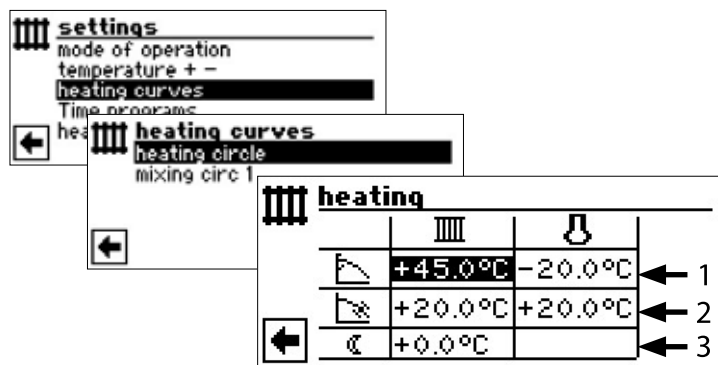 settings
mode of operation
temperature + -
heating curves
Time programs
hea
heating curves
heating circle
mixing circ 1
heating
+45.0°C -20.0°C 1
+20.0°C +20.0°C 2
+0.0°C 3